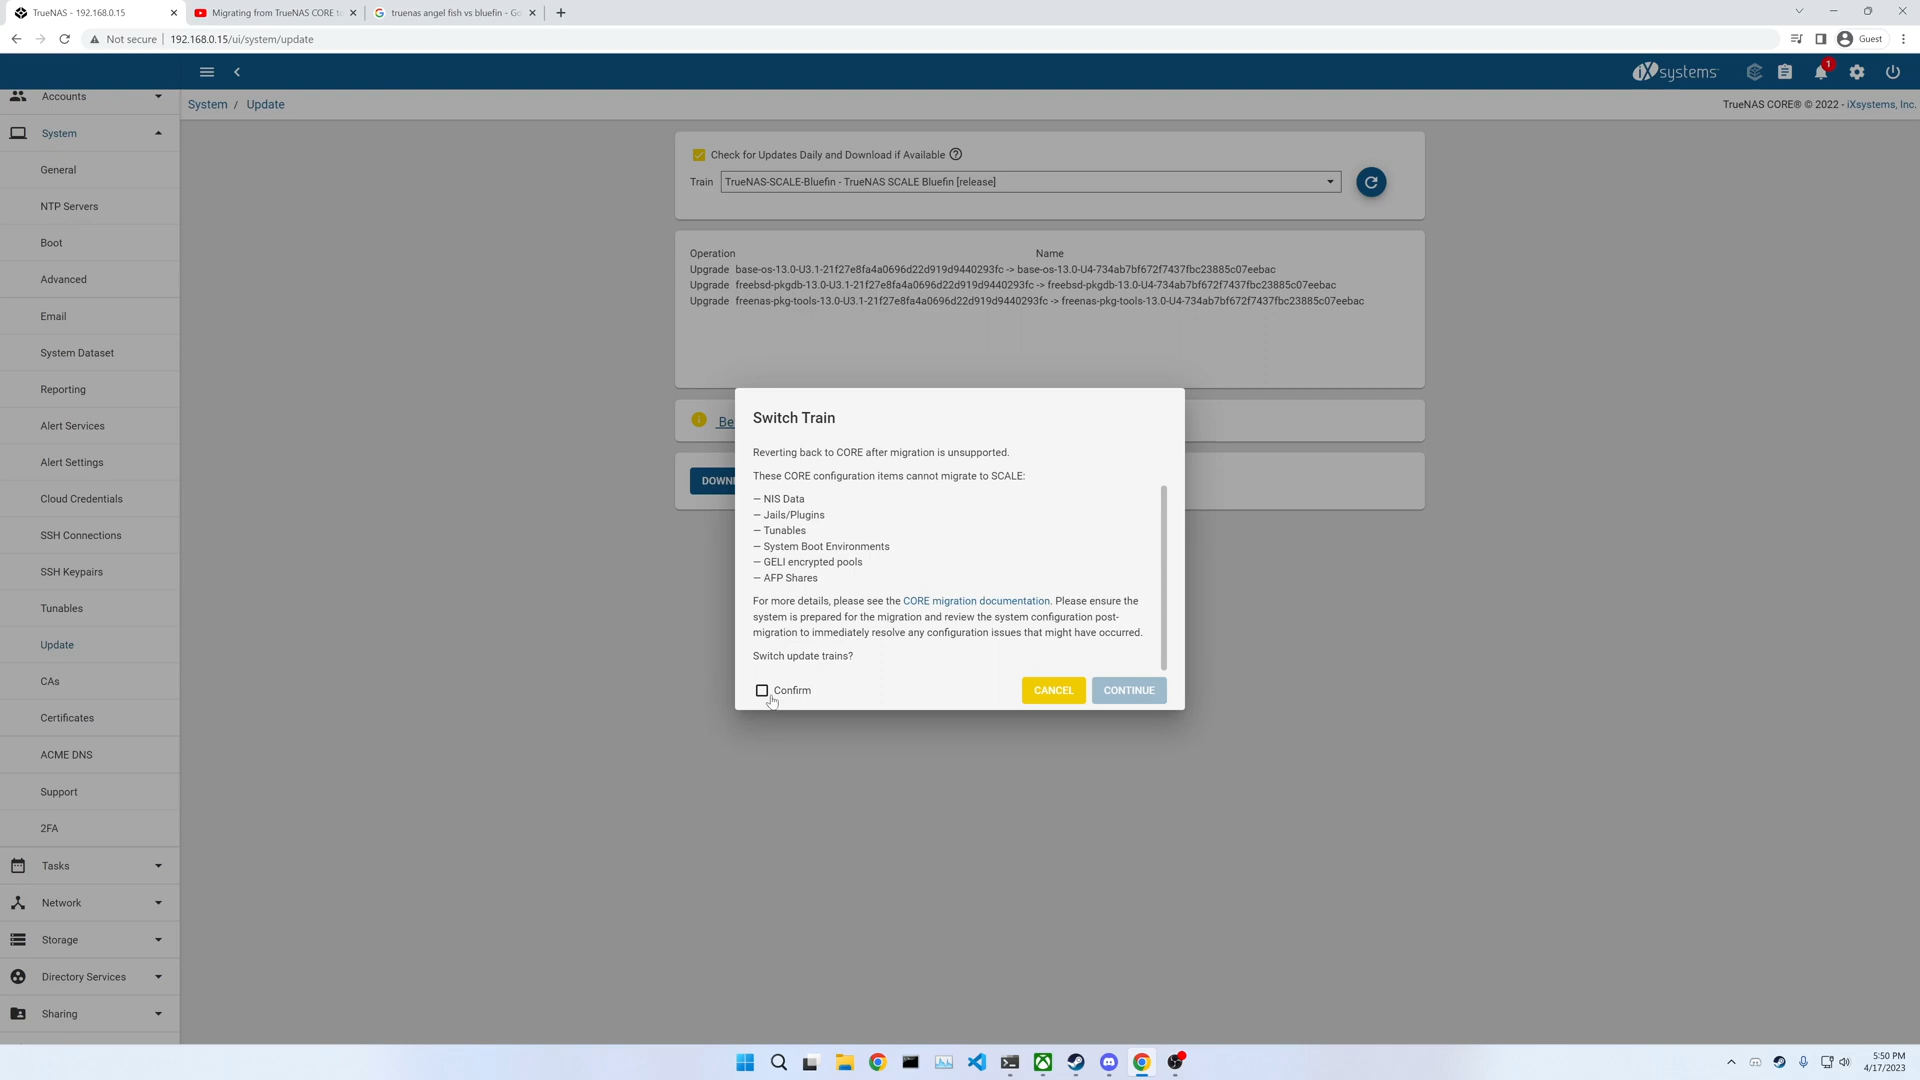 TrueNAS - 192.168.0.15
Migrating from TrueNAS CORE to
truenas angel fish vs bluefin - Go
Not secure
192.168.0.15/ui/system/update
Guest
iXsystems
1
System / Update
TrueNAS CORE® © 2022 - iXsystems, Inc.
Accounts
System
General
NTP Servers
Boot
Advanced
Email
System Dataset
Reporting
Alert Services
Alert Settings
Cloud Credentials
SSH Connections
SSH Keypairs
Tunables
Update
CAs
Certificates
ACME DNS
Support
2FA
Tasks
Network
Storage
Directory Services
Sharing
Check for Updates Daily and Download if Available
Train TrueNAS-SCALE-Bluefin - TrueNAS SCALE Bluefin [release]
Operation Name
Upgrade base-os-13.0-U3.1-21f27e8fa4a0696d22d919d9440293fc -> base-os-13.0-U4-734ab7bf672f7437fbc23885c07eebac
Upgrade freebsd-pkgdb-13.0-U3.1-21f27e8fa4a0696d22d919d9440293fc -> freebsd-pkgdb-13.0-U4-734ab7bf672f7437fbc23885c07eebac
Upgrade freenas-pkg-tools-13.0-U3.1-21f27e8fa4a0696d22d919d9440293fc -> freenas-pkg-tools-13.0-U4-734ab7bf672f7437fbc23885c07eebac
Be
DOWN
Switch Train
Reverting back to CORE after migration is unsupported.
These CORE configuration items cannot migrate to SCALE:
— NIS Data
— Jails/Plugins
— Tunables
— System Boot Environments
— GELI encrypted pools
— AFP Shares
For more details, please see the CORE migration documentation. Please ensure the
system is prepared for the migration and review the system configuration post-
migration to immediately resolve any configuration issues that might have occurred.
Switch update trains?
Confirm
CANCEL
CONTINUE
5:50 PM
4/17/2023